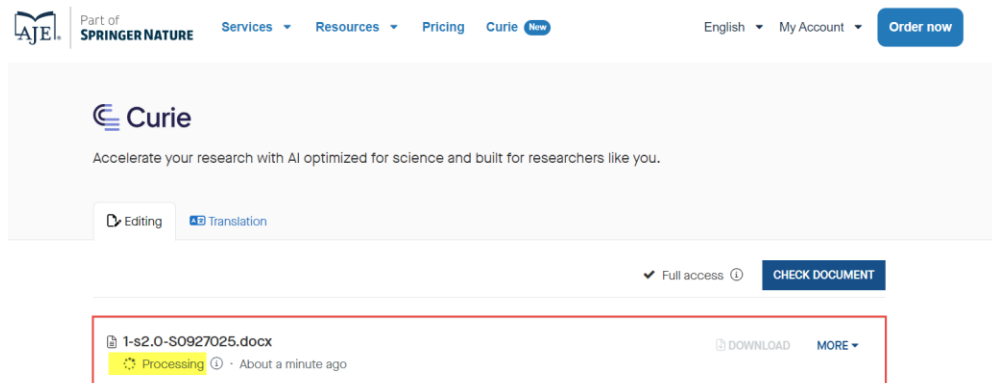 AJE. Part of
SPRINGER NATURE Services Resources Pricing Curie New English My Account Order now
Curie
Accelerate your research with AI optimized for science and built for researchers like you.
Editing Translation
Full access CHECK DOCUMENT
1-s2.0-S0927025.docx DOWNLOAD MORE
Processing · About a minute ago